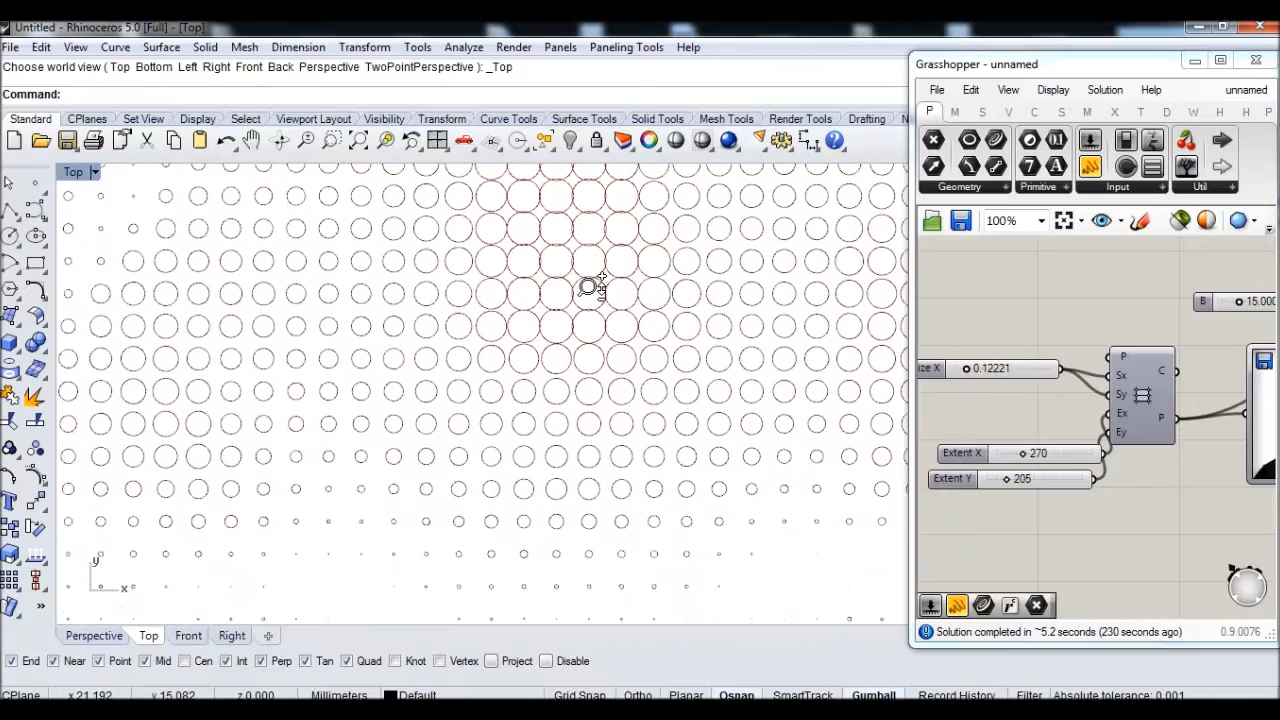 Untitled - Rhinoceros 5.0 [Full] - [Top]
File Edit View Curve Surface Solid Mesh Dimension Transform Tools Analyze Render Panels Paneling Tools Help
Choose world view ( Top Bottom Left Right Front Back Perspective TwoPointPerspective ): _Top
Command:
Standard CPlanes Set View Display Select Viewport Layout Visibility Transform Curve Tools Surface Tools Solid Tools Mesh Tools Render Tools Drafting
Top
y
x
Perspective Top Front Right
End Near Point Mid Cen Int Perp Tan Quad Knot Vertex Project Disable
CPlane x 21.192 y 15.082 z 0.000 Millimeters Default Grid Snap Ortho Planar Osnap SmartTrack Gumball Record History Filter Absolute tolerance: 0.001
Grasshopper - unnamed
File Edit View Display Solution Help unnamed
P M S V C S M X T D W H H P
Geometry Primitive Input Util
100%
B 15.000
ize X 0.12221
P
Sx
Sy
Ex
Ey
C
P
Extent X 270
Extent Y 205
Solution completed in ~5.2 seconds (230 seconds ago) 0.9.0076